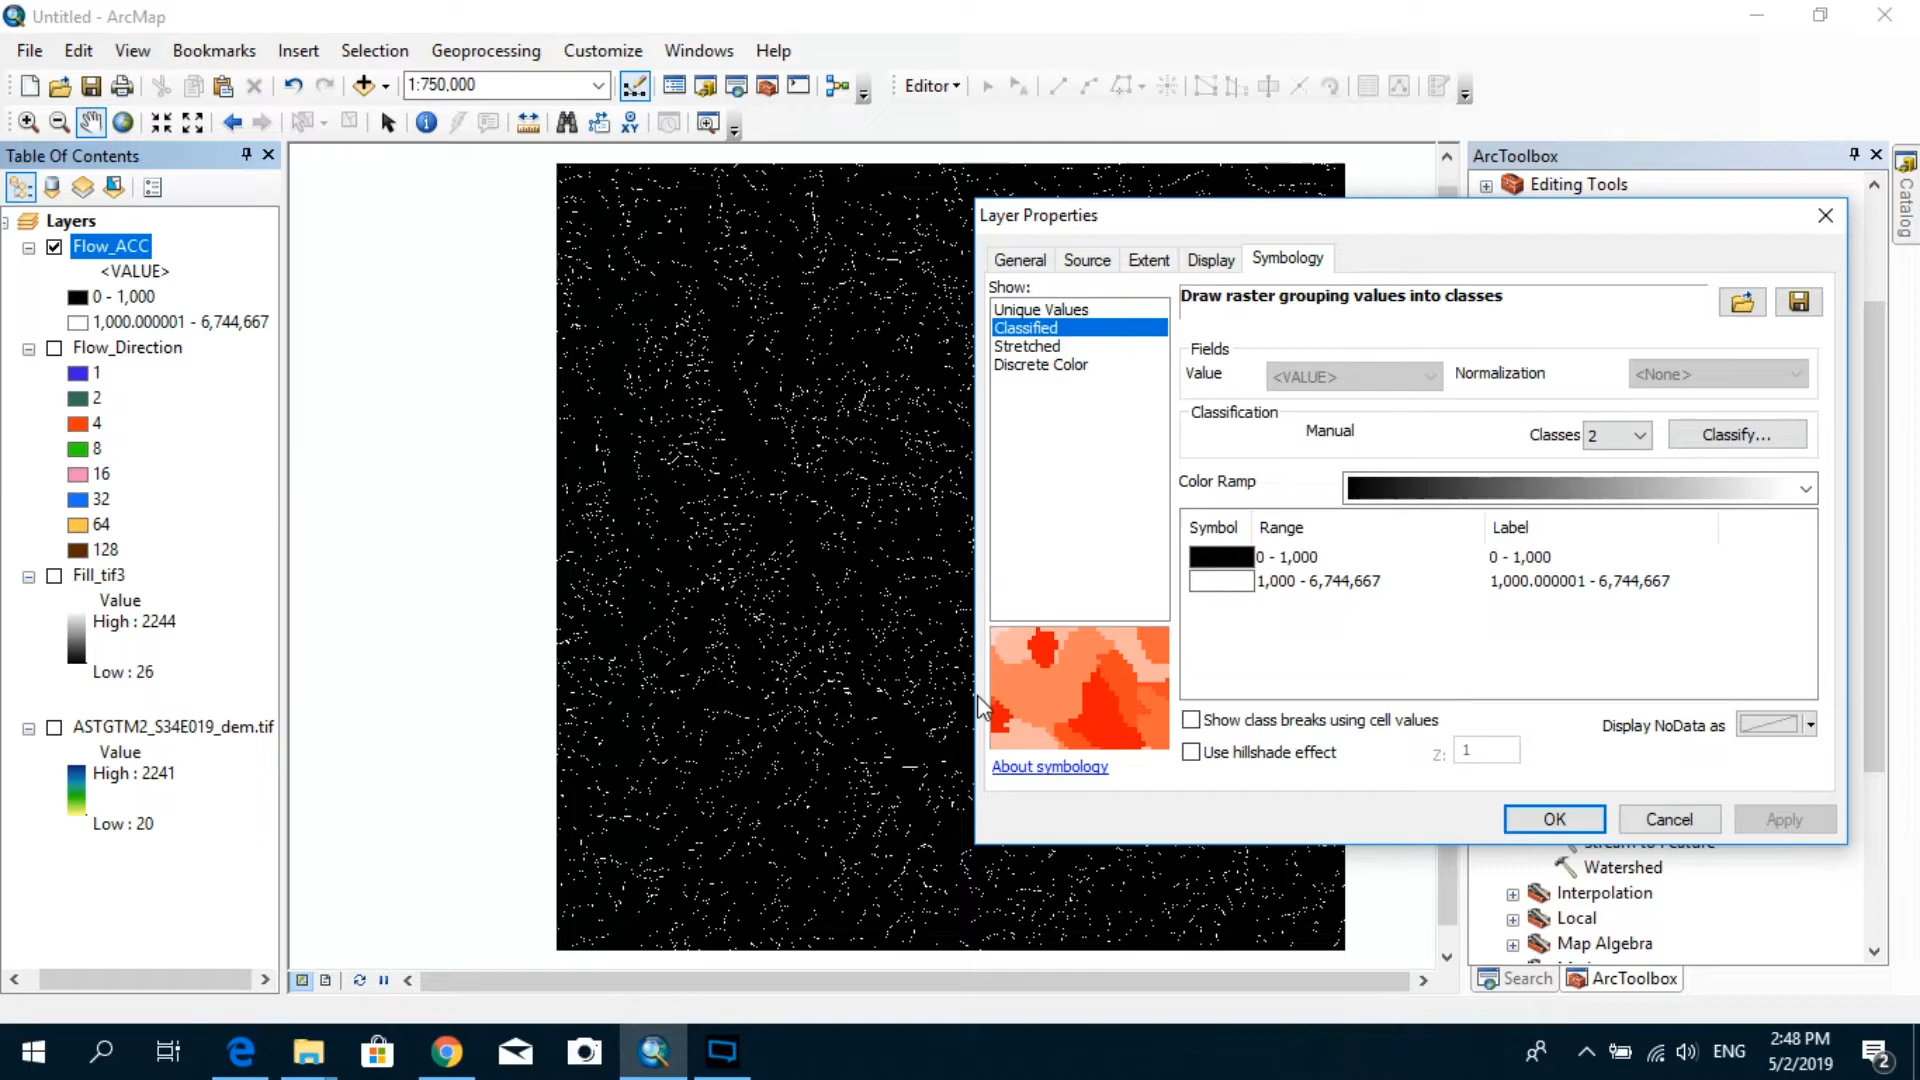 Untitled - ArcMap
File Edit View Bookmarks Insert Selection Geoprocessing Customize Windows Help
1:750,000
Editor
XY
Table Of Contents
Layers
Flow_ACC
<VALUE>
0 - 1,000
1,000.000001 - 6,744,667
Flow_Direction
1
2
4
8
16
32
64
128
Fill_tif3
Value
High : 2244
Low : 26
ASTGTM2_S34E019_dem.tif
Value
High : 2241
Low : 20
Layer Properties
General Source Extent Display Symbology
Show:
Unique Values
Classified
Stretched
Discrete Color
About symbology
Draw raster grouping values into classes
Fields
Value <VALUE> Normalization <None>
Classification
Manual Classes 2 Classify...
Color Ramp
Symbol Range Label
0 - 1,000 0 - 1,000
1,000 - 6,744,667 1,000.000001 - 6,744,667
Show class breaks using cell values Display NoData as
Use hillshade effect Z: 1
OK Cancel Apply
ArcToolbox
Editing Tools
Stream to Feature
Watershed
Interpolation
Local
Map Algebra
Search ArcToolbox
Catalog
ENG
2:48 PM
5/2/2019
2